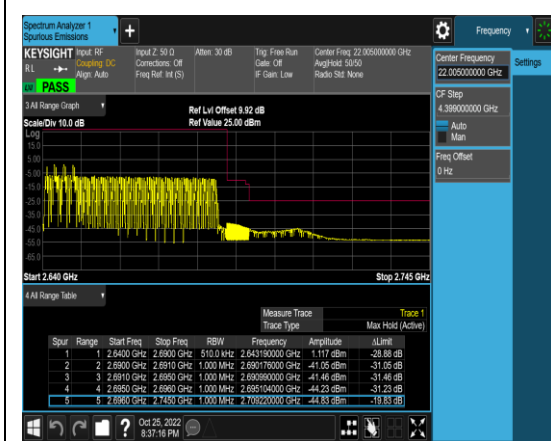 Spectrum Analyzer 1
Spurious Emissions
Frequency
KEYSIGHT Input: RF Input Z: 50 Ω Atten: 30 dB Trig: Free Run Center Freq: 22.005000000 GHz
RL Coupling: DC Corrections: Off Gate: Off Avg|Hold: 50/50
Align: Auto Freq Ref: Int (S) IF Gain: Low Radio Std: None
PASS
Center Frequency
22.005000000 GHz
Settings
CF Step
4.399000000 GHz
Auto
Man
Freq Offset
0 Hz
3 All Range Graph
Ref Lvl Offset 9.92 dB
Scale/Div 10.0 dB Ref Value 25.00 dBm
Log
15.0
5.00
-5.00
-15.0
-25.0
-35.0
-45.0
-55.0
-65.0
Start 2.640 GHz Stop 2.745 GHz
4 All Range Table
Measure Trace Trace 1
Trace Type Max Hold (Active)
Spur Range Start Freq Stop Freq RBW Frequency Amplitude ΔLimit
1 1 2.6400 GHz 2.6900 GHz 510.0 kHz 2.643190000 GHz 1.117 dBm -28.88 dB
2 2 2.6900 GHz 2.6910 GHz 1.000 MHz 2.690176000 GHz -41.05 dBm -31.05 dB
3 3 2.6910 GHz 2.6950 GHz 1.000 MHz 2.690990000 GHz -41.46 dBm -31.46 dB
4 4 2.6950 GHz 2.6960 GHz 1.000 MHz 2.695104000 GHz -44.23 dBm -31.23 dB
5 5 2.6960 GHz 2.7450 GHz 1.000 MHz 2.709220000 GHz -44.83 dBm -19.83 dB
Oct 25, 2022
8:37:16 PM